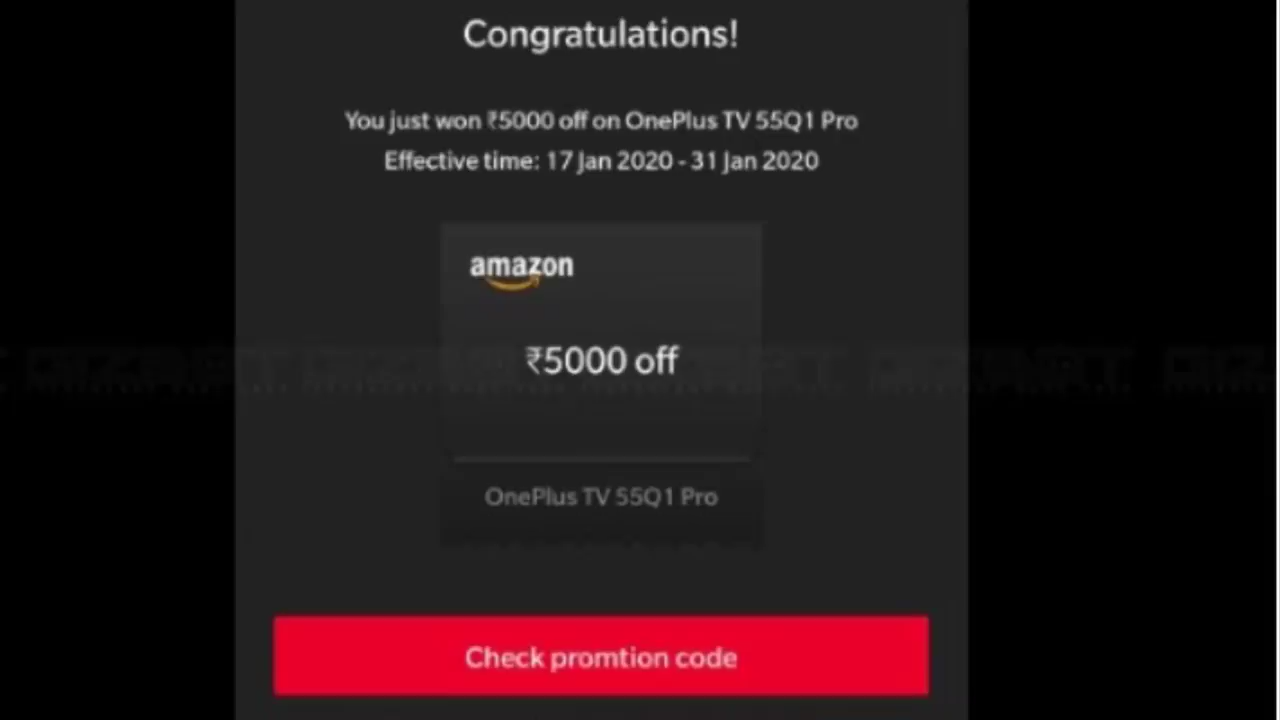 Congratulations!
You just won ₹5000 off on OnePlus TV 55Q1 Pro
Effective time: 17 Jan 2020 - 31 Jan 2020
amazon
₹5000 off
OnePlus TV 55Q1 Pro
Check promtion code